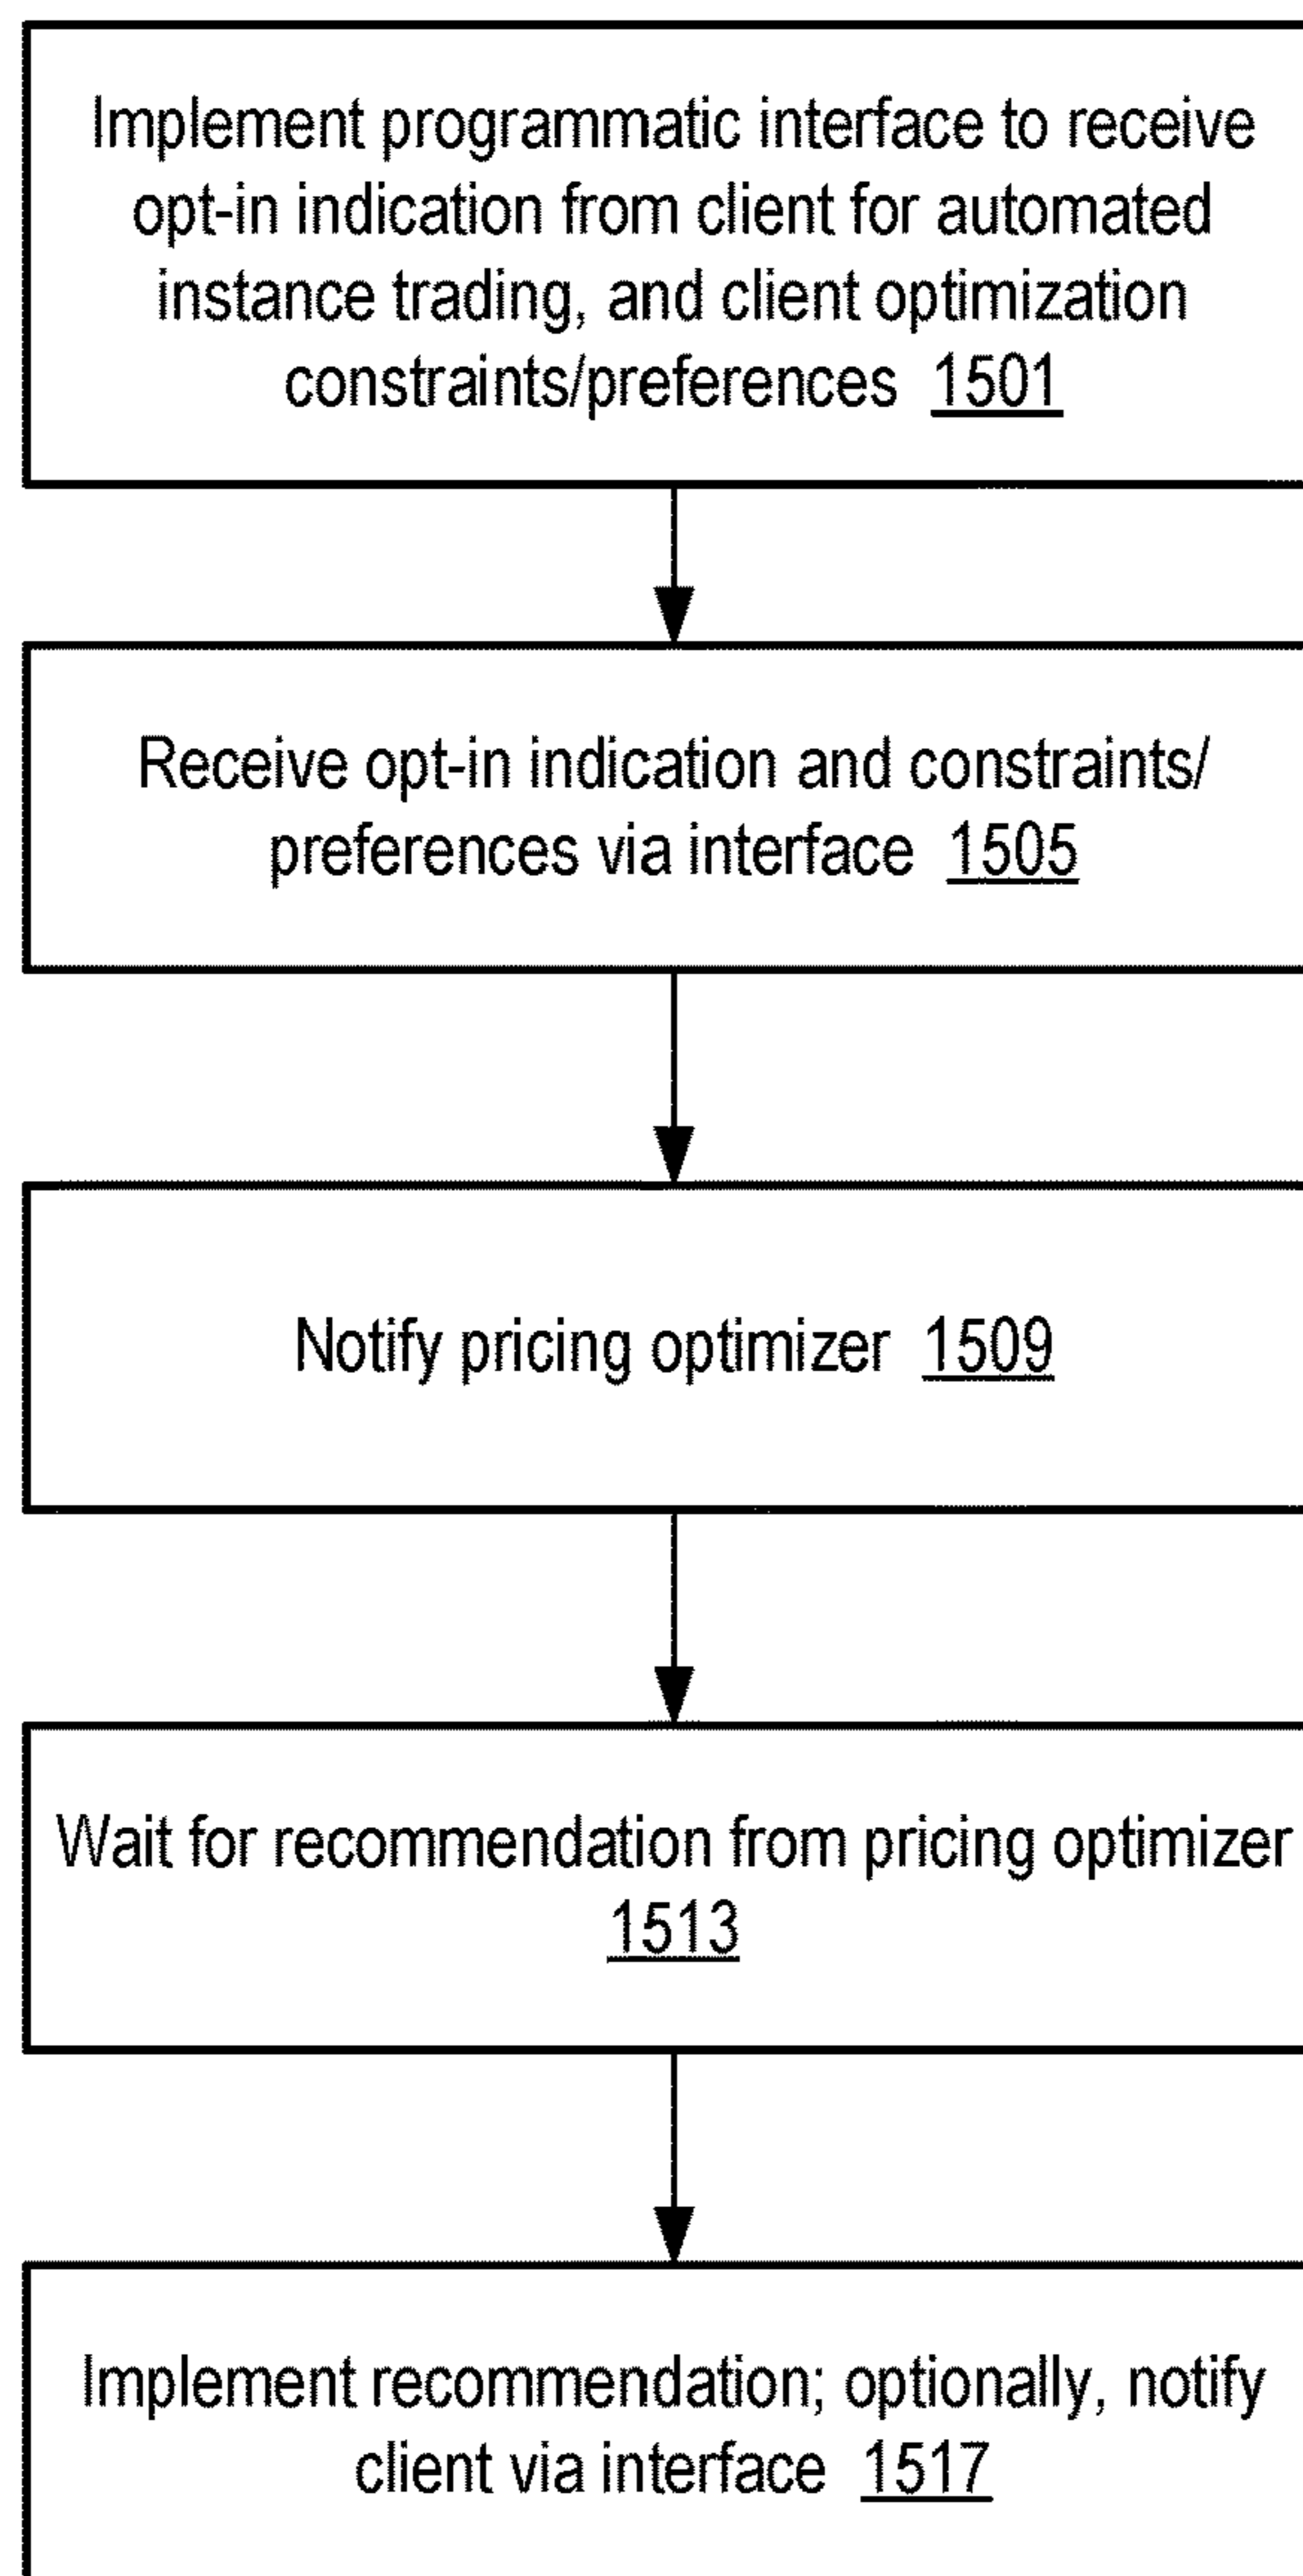 Implement programmatic interface to receive
opt-in indication from client for automated
instance trading, and client optimization
constraints/preferences 1501
Receive opt-in indication and constraints/
preferences via interface 1505
Notify pricing optimizer 1509
Wait for recommendation from pricing optimizer
1513
Implement recommendation; optionally, notify
client via interface 1517